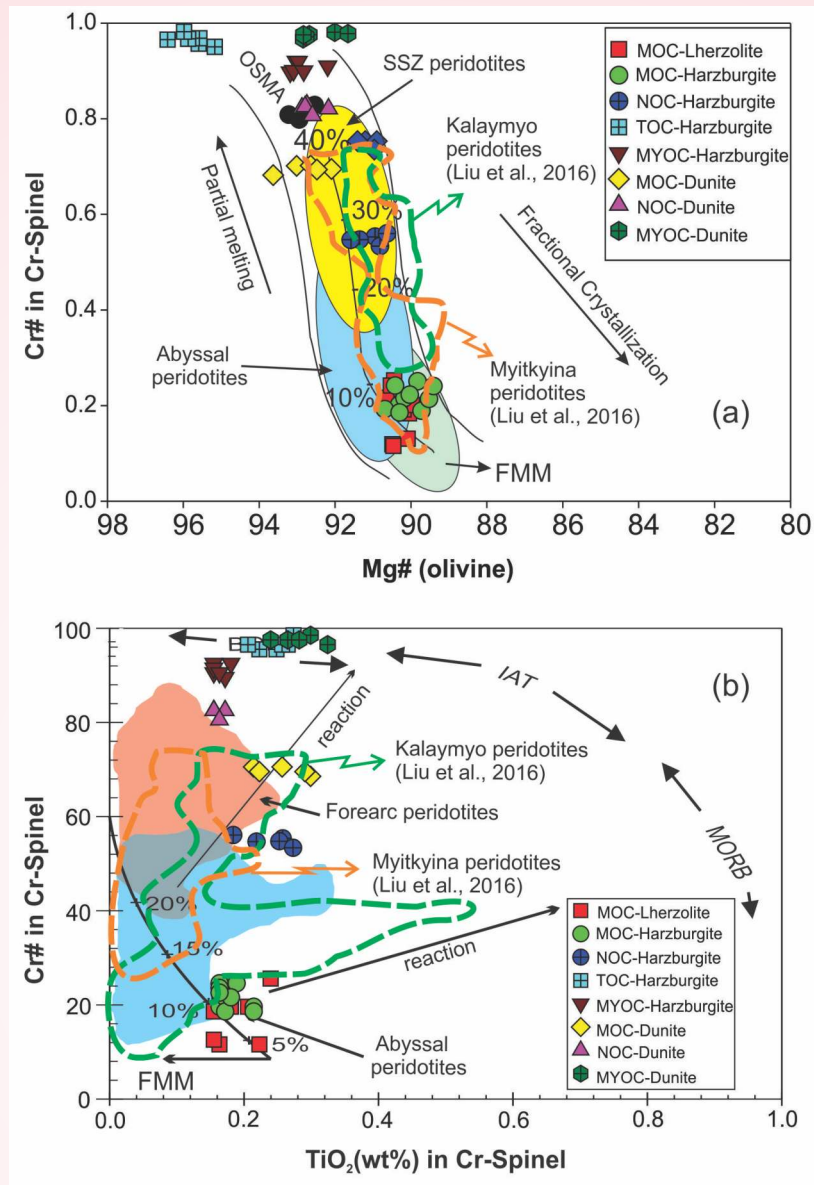 1.0
0.8
0.6
0.4
0.2
0.0
Cr# in Cr-Spinel
98
96
94
92
90
88
86
84
82
80
Mg# (olivine)
OSMA
SSZ peridotites
Kalaymyo
peridotites
(Liu et al., 2016)
40%
30%
20%
10%
Partial melting
Fractional Crystallization
Abyssal
peridotites
Myitkyina
peridotites
(Liu et al., 2016)
FMM
(a)
MOC-Lherzolite
MOC-Harzburgite
NOC-Harzburgite
TOC-Harzburgite
MYOC-Harzburgite
MOC-Dunite
NOC-Dunite
MYOC-Dunite
100
80
60
40
20
0
Cr# in Cr-Spinel
0.0
0.2
0.4
0.6
0.8
1.0
TiO2(wt%) in Cr-Spinel
IAT
MORB
(b)
reaction
Kalaymyo peridotites
(Liu et al., 2016)
Forearc peridotites
Myitkyina peridotites
(Liu et al., 2016)
20%
15%
10%
5%
reaction
Abyssal
peridotites
FMM
MOC-Lherzolite
MOC-Harzburgite
NOC-Harzburgite
TOC-Harzburgite
MYOC-Harzburgite
MOC-Dunite
NOC-Dunite
MYOC-Dunite